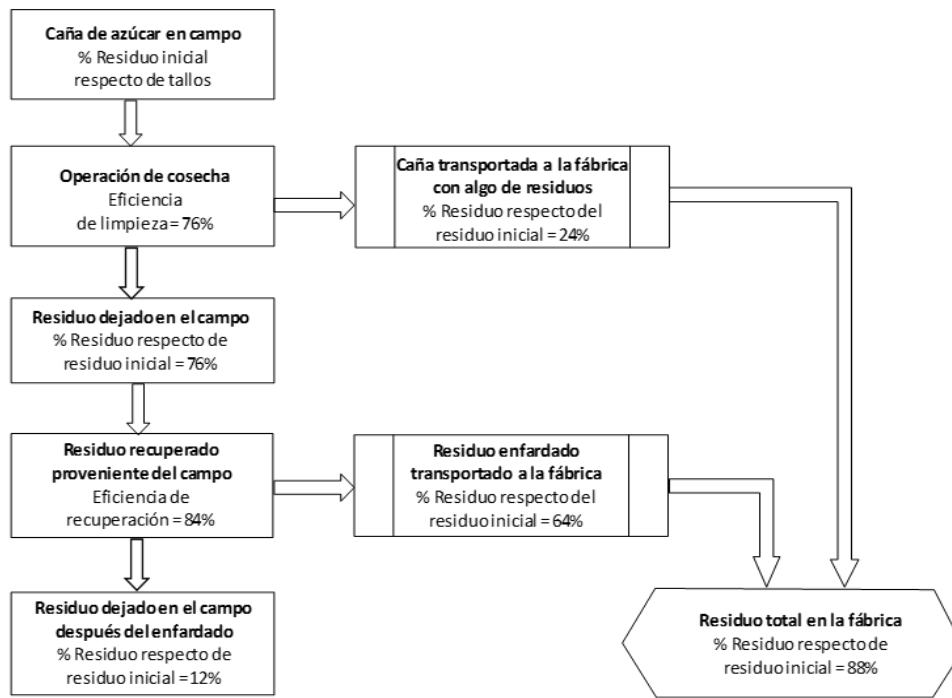 Caña de azúcar en campo
% Residuo inicial
respecto de tallos
Operación de cosecha
Eficiencia
de limpieza = 76%
Caña transportada a la fábrica
con algo de residuos
% Residuo respecto del
residuo inicial = 24%
Residuo dejado en el campo
% Residuo respecto de
residuo inicial = 76%
Residuo recuperado
proveniente del campo
Eficiencia de
recuperación = 84%
Residuo enfardado
transportado a la fábrica
% Residuo respecto del
residuo inicial = 64%
Residuo dejado en el campo
después del enfardado
% Residuo respecto de
residuo inicial = 12%
Residuo total en la fábrica
% Residuo respecto de
residuo inicial = 88%